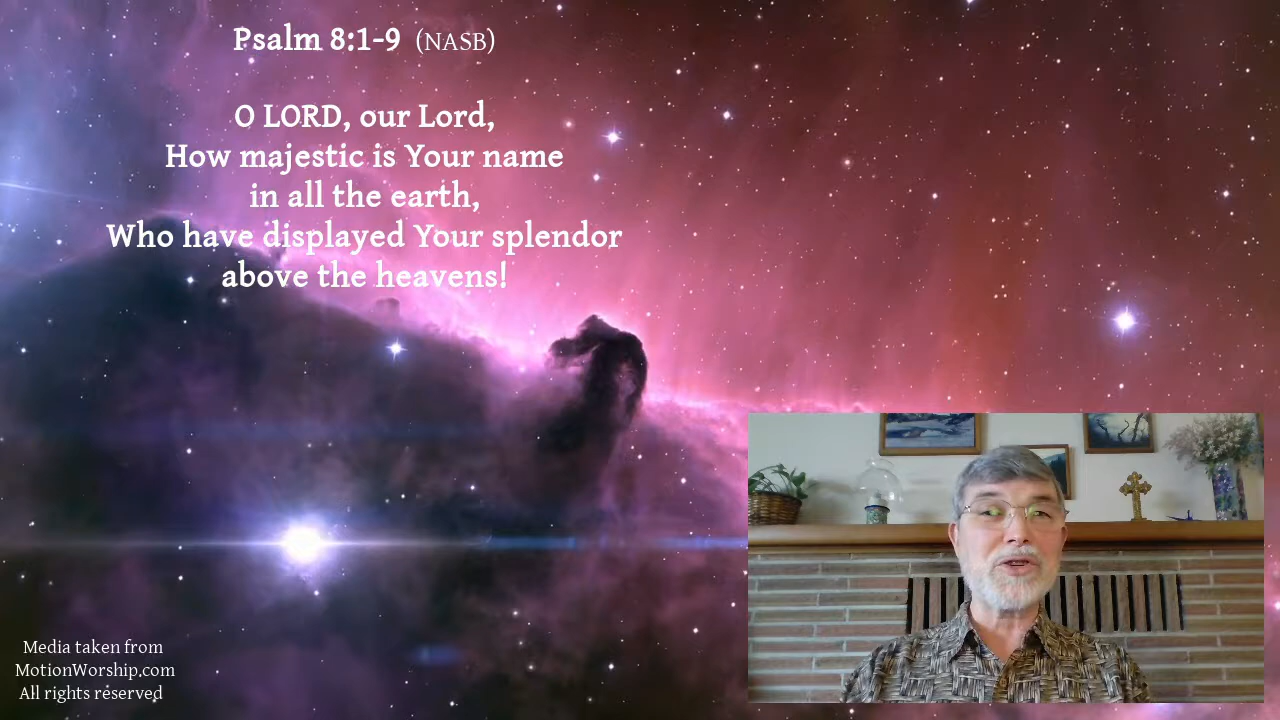 Psalm 8:1-9 (NASB)
O LORD, our Lord,
How majestic is Your name
in all the earth,
Who have displayed Your splendor
above the heavens!
Media taken from
MotionWorship.com
All rights reserved